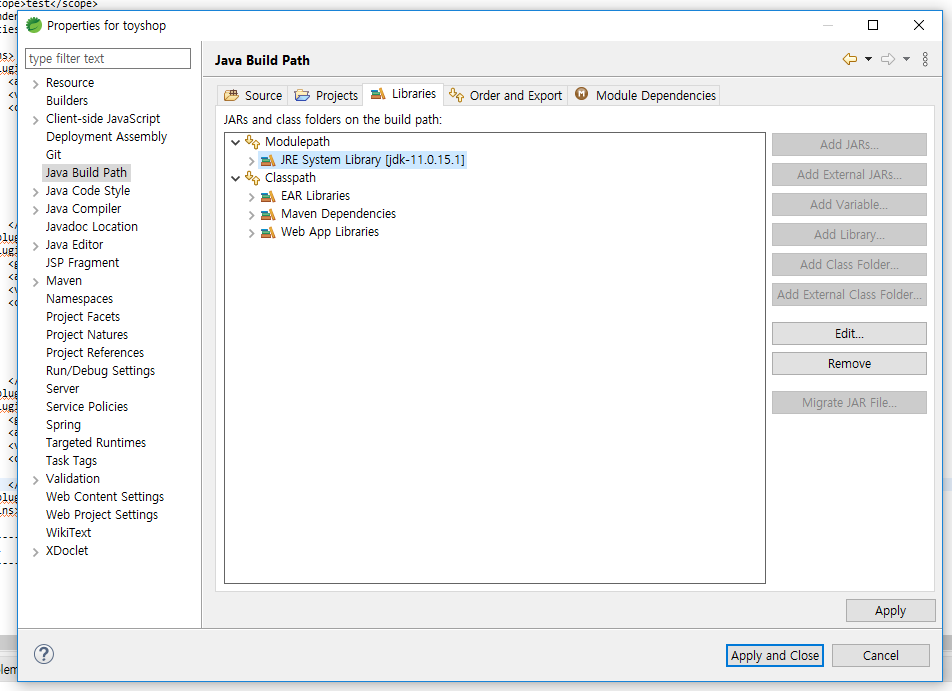 ope>test</scope>
Properties for toyshop
type filter text
Resource
Builders
Client-side JavaScript
Deployment Assembly
Git
Java Build Path
Java Code Style
Java Compiler
Javadoc Location
Java Editor
JSP Fragment
Maven
Namespaces
Project Facets
Project Natures
Project References
Run/Debug Settings
Server
Service Policies
Spring
Targeted Runtimes
Task Tags
Validation
Web Content Settings
Web Project Settings
WikiText
XDoclet
Java Build Path
Source
Projects
Libraries
Order and Export
Module Dependencies
JARs and class folders on the build path:
Modulepath
JRE System Library [jdk-11.0.15.1]
Classpath
EAR Libraries
Maven Dependencies
Web App Libraries
Add JARs...
Add External JARs...
Add Variable...
Add Library...
Add Class Folder...
Add External Class Folder...
Edit...
Remove
Migrate JAR File...
Apply
Apply and Close
Cancel